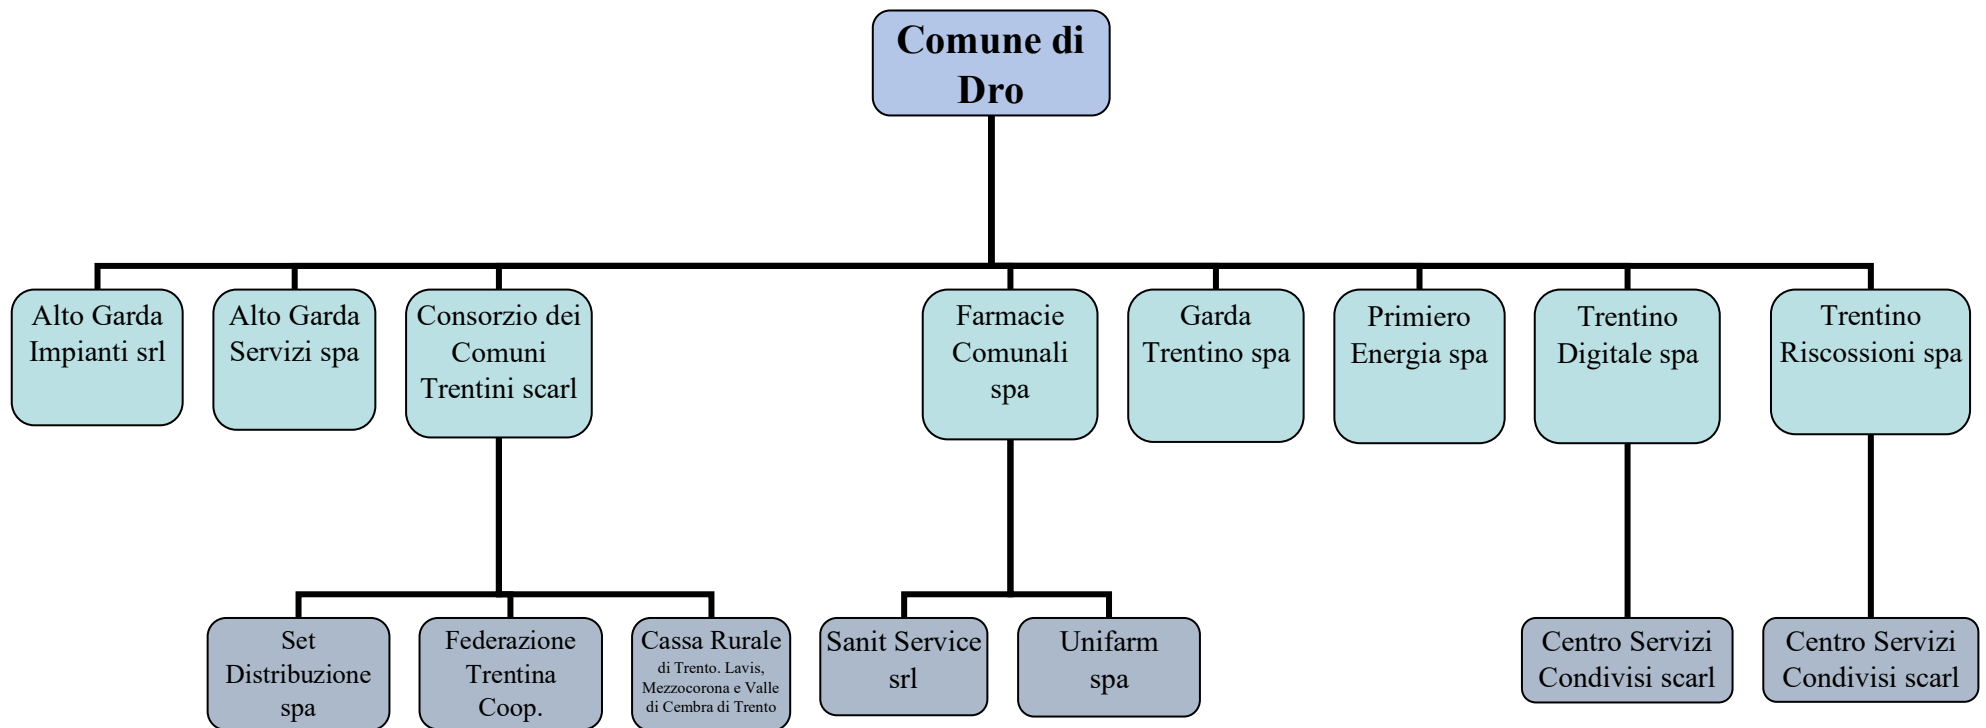 Comune di
Dro
Alto Garda
Impianti srl
Alto Garda
Servizi spa
Consorzio dei
Comuni
Trentini scarl
Farmacie
Comunali
spa
Garda
Trentino spa
Primiero
Energia spa
Trentino
Digitale spa
Trentino
Riscossioni spa
Set
Distribuzione
spa
Federazione
Trentina
Coop.
Cassa Rurale
di Trento. Lavis,
Mezzocorona e Valle
di Cembra di Trento
Sanit Service
srl
Unifarm
spa
Centro Servizi
Condivisi scarl
Centro Servizi
Condivisi scarl